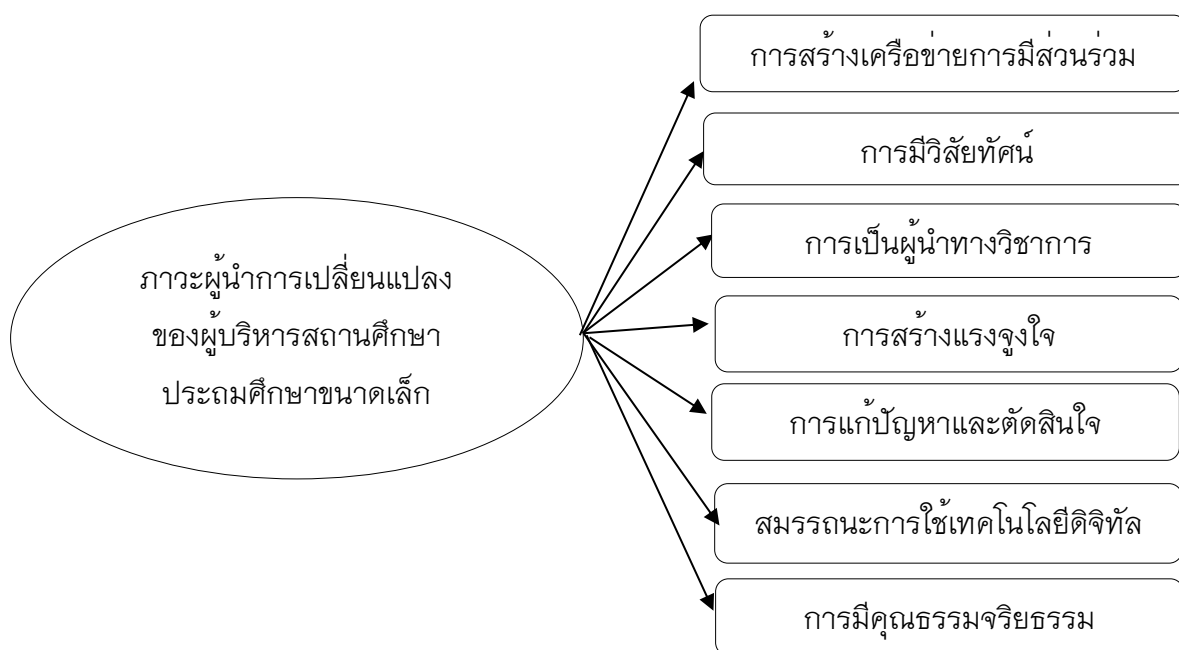 การสร้างเครือข่ายการมีส่วนร่วม
การมีวิสัยทัศน์
การเป็นผู้นำทางวิชาการ
ภาวะผู้นำการเปลี่ยนแปลง
ของผู้บริหารสถานศึกษา
ประถมศึกษาขนาดเล็ก
การสร้างแรงจูงใจ
การแก้ปัญหาและตัดสินใจ
สมรรถนะการใช้เทคโนโลยีดิจิทัล
การมีคุณธรรมจริยธรรม